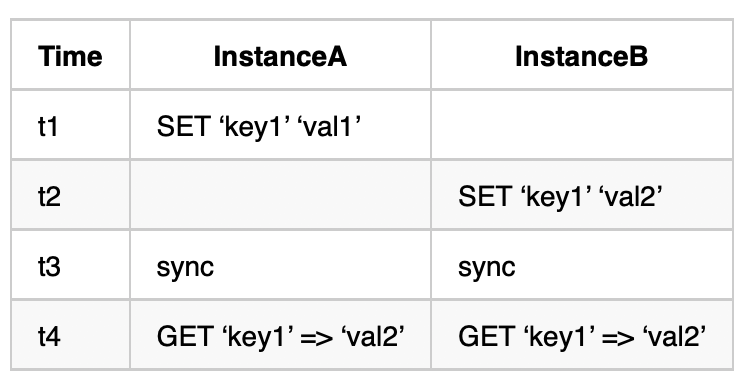 Time InstanceA InstanceB
t1 SET ‘key1’ ‘val1’
t2 SET ‘key1’ ‘val2’
t3 sync sync
t4 GET ‘key1’ => ‘val2’ GET ‘key1’ => ‘val2’